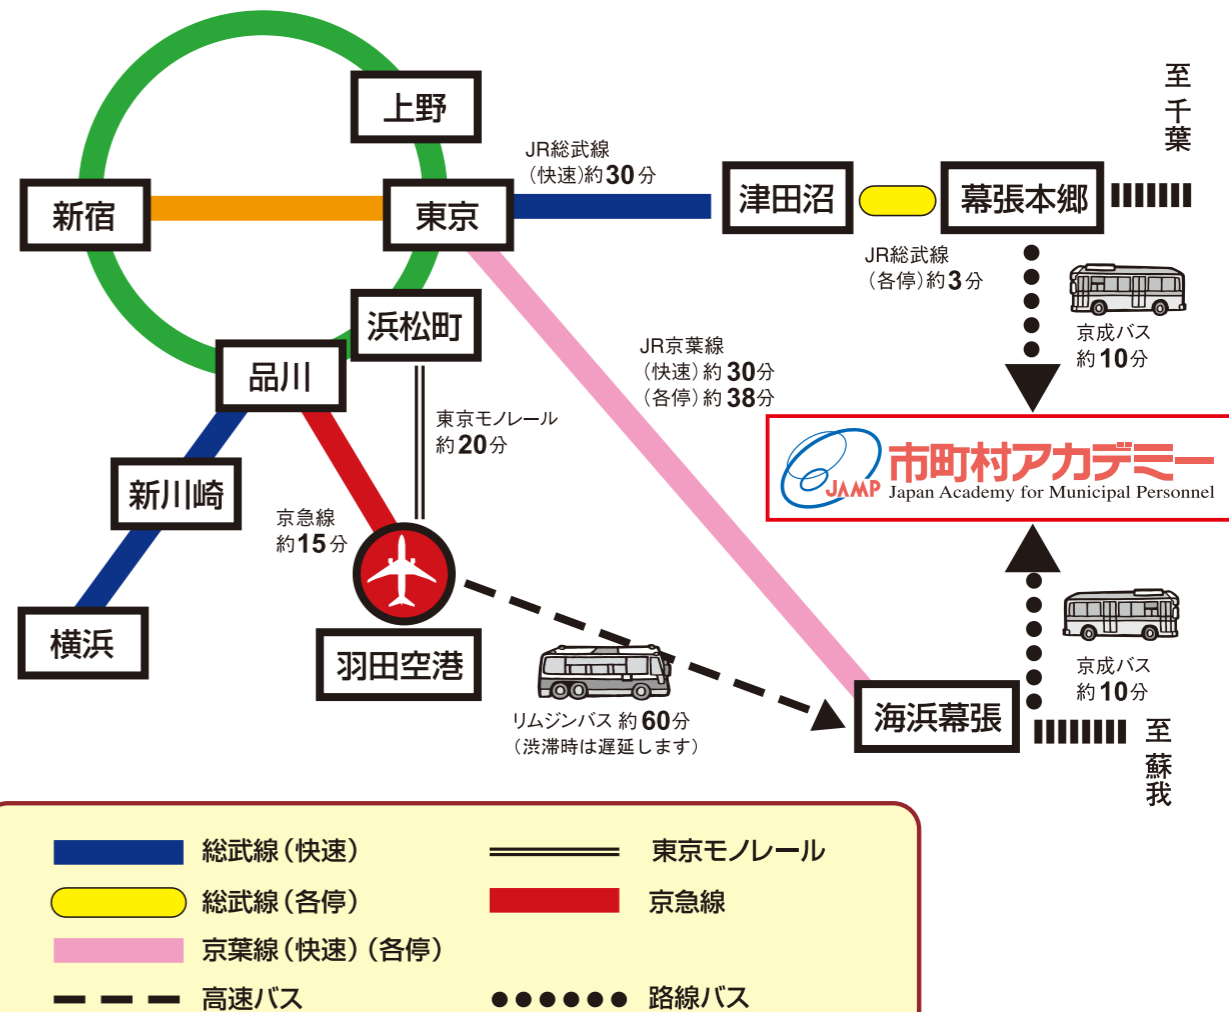 上野
至千葉
JR総武線
（快速）約30分
新宿
東京
津田沼
幕張本郷
JR総武線
（各停）約3分
浜松町
京成バス
約10分
JR京葉線
（快速）約30分
（各停）約38分
品川
東京モノレール
約20分
JAMP
市町村アカデミー
Japan Academy for Municipal Personnel
新川崎
京急線
約15分
横浜
羽田空港
京成バス
約10分
リムジンバス 約60分
（渋滞時は遅延します）
海浜幕張
至蘇我
総武線（快速）
東京モノレール
総武線（各停）
京急線
京葉線（快速）（各停）
高速バス
路線バス